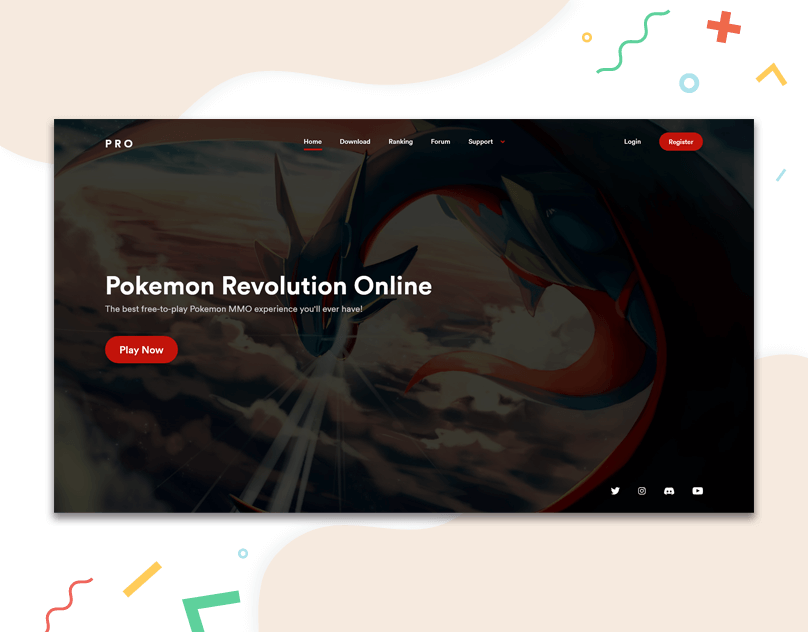 PRO
Home Download Ranking Forum Support
Login Register
Pokemon Revolution Online
The best free-to-play Pokemon MMO experience you'll ever have!
Play Now